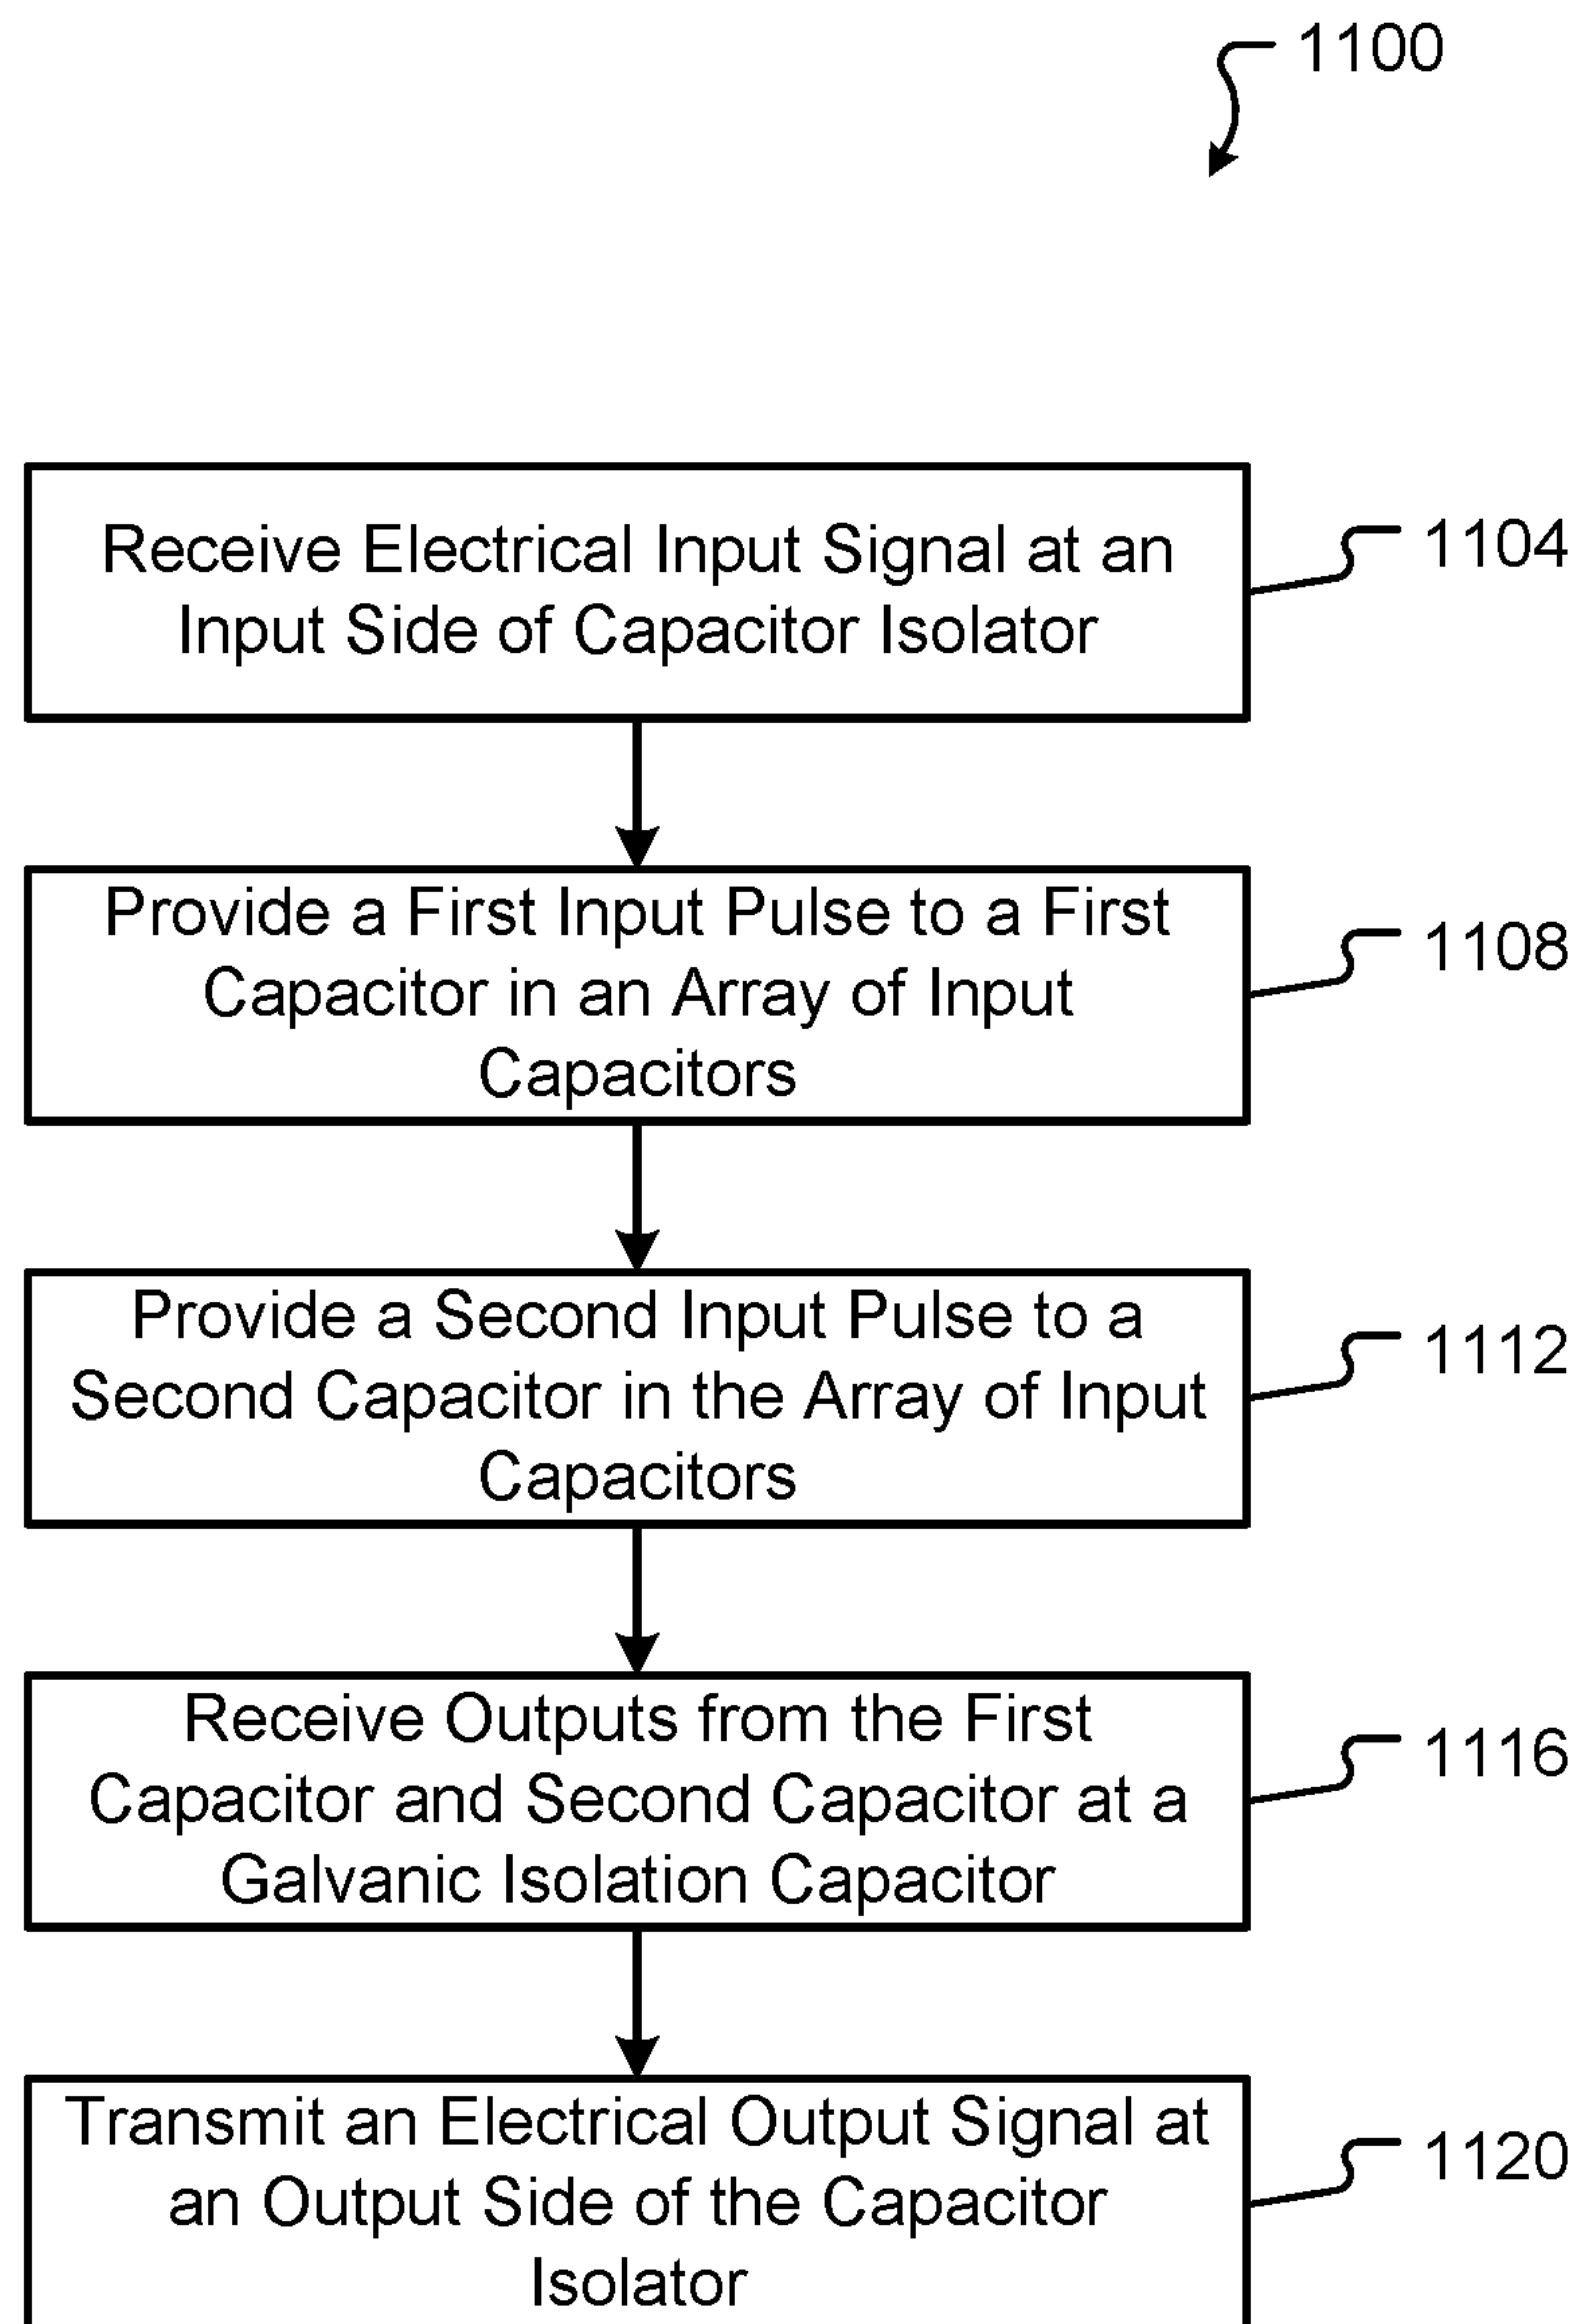 1100
Receive Electrical Input Signal at an
Input Side of Capacitor Isolator
1104
Provide a First Input Pulse to a First
Capacitor in an Array of Input
Capacitors
1108
Provide a Second Input Pulse to a
Second Capacitor in the Array of Input
Capacitors
1112
Receive Outputs from the First
Capacitor and Second Capacitor at a
Galvanic Isolation Capacitor
1116
Transmit an Electrical Output Signal at
an Output Side of the Capacitor
Isolator
1120